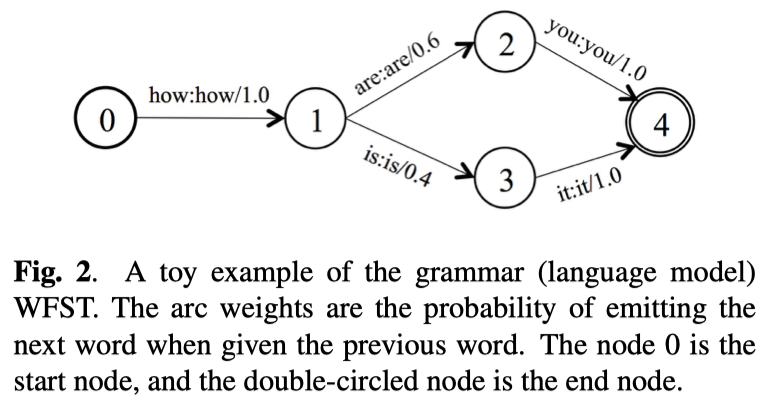 how:how/1.0
are:are/0.6
you:you/1.0
is:is/0.4
it:it/1.0
0
1
2
3
4
Fig. 2. A toy example of the grammar (language model)
WFST. The arc weights are the probability of emitting the
next word when given the previous word. The node 0 is the
start node, and the double-circled node is the end node.